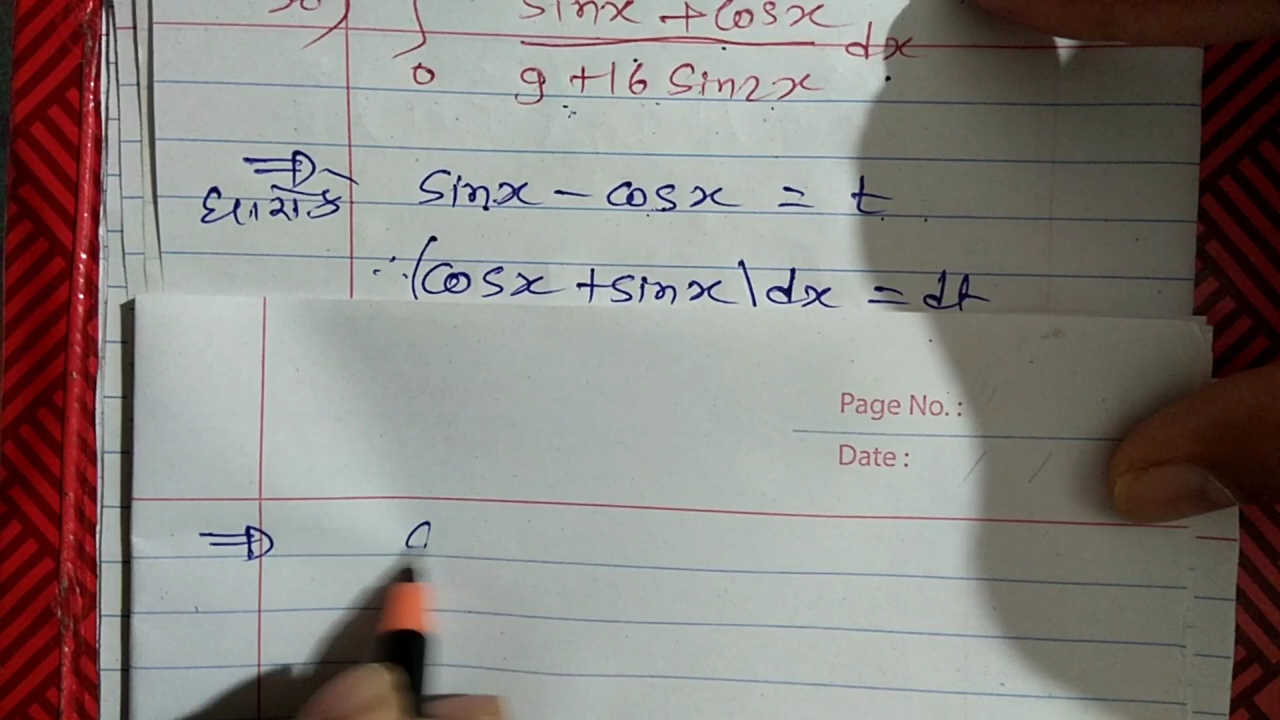 sinx + cosx
∫ ───────── dx
0 9 + 16 Sin2x
⇒
ધારોકે sinx - cosx = t
∴ (cosx + sinx) dx = dt
Page No. :
Date : / /
⇒